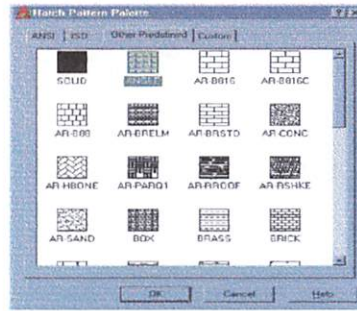 Hatch Pattern Palette
ANSI ISO Other Predefined Custom
SOLID ANGLE AR-B816 AR-B816C
AR-B88 AR-BRELM AR-BRSTD AR-CONC
AR-HBONE AR-PARQ1 AR-RROOF AR-RSHKE
AR-SAND BOX BRASS BRICK
OK Cancel Help